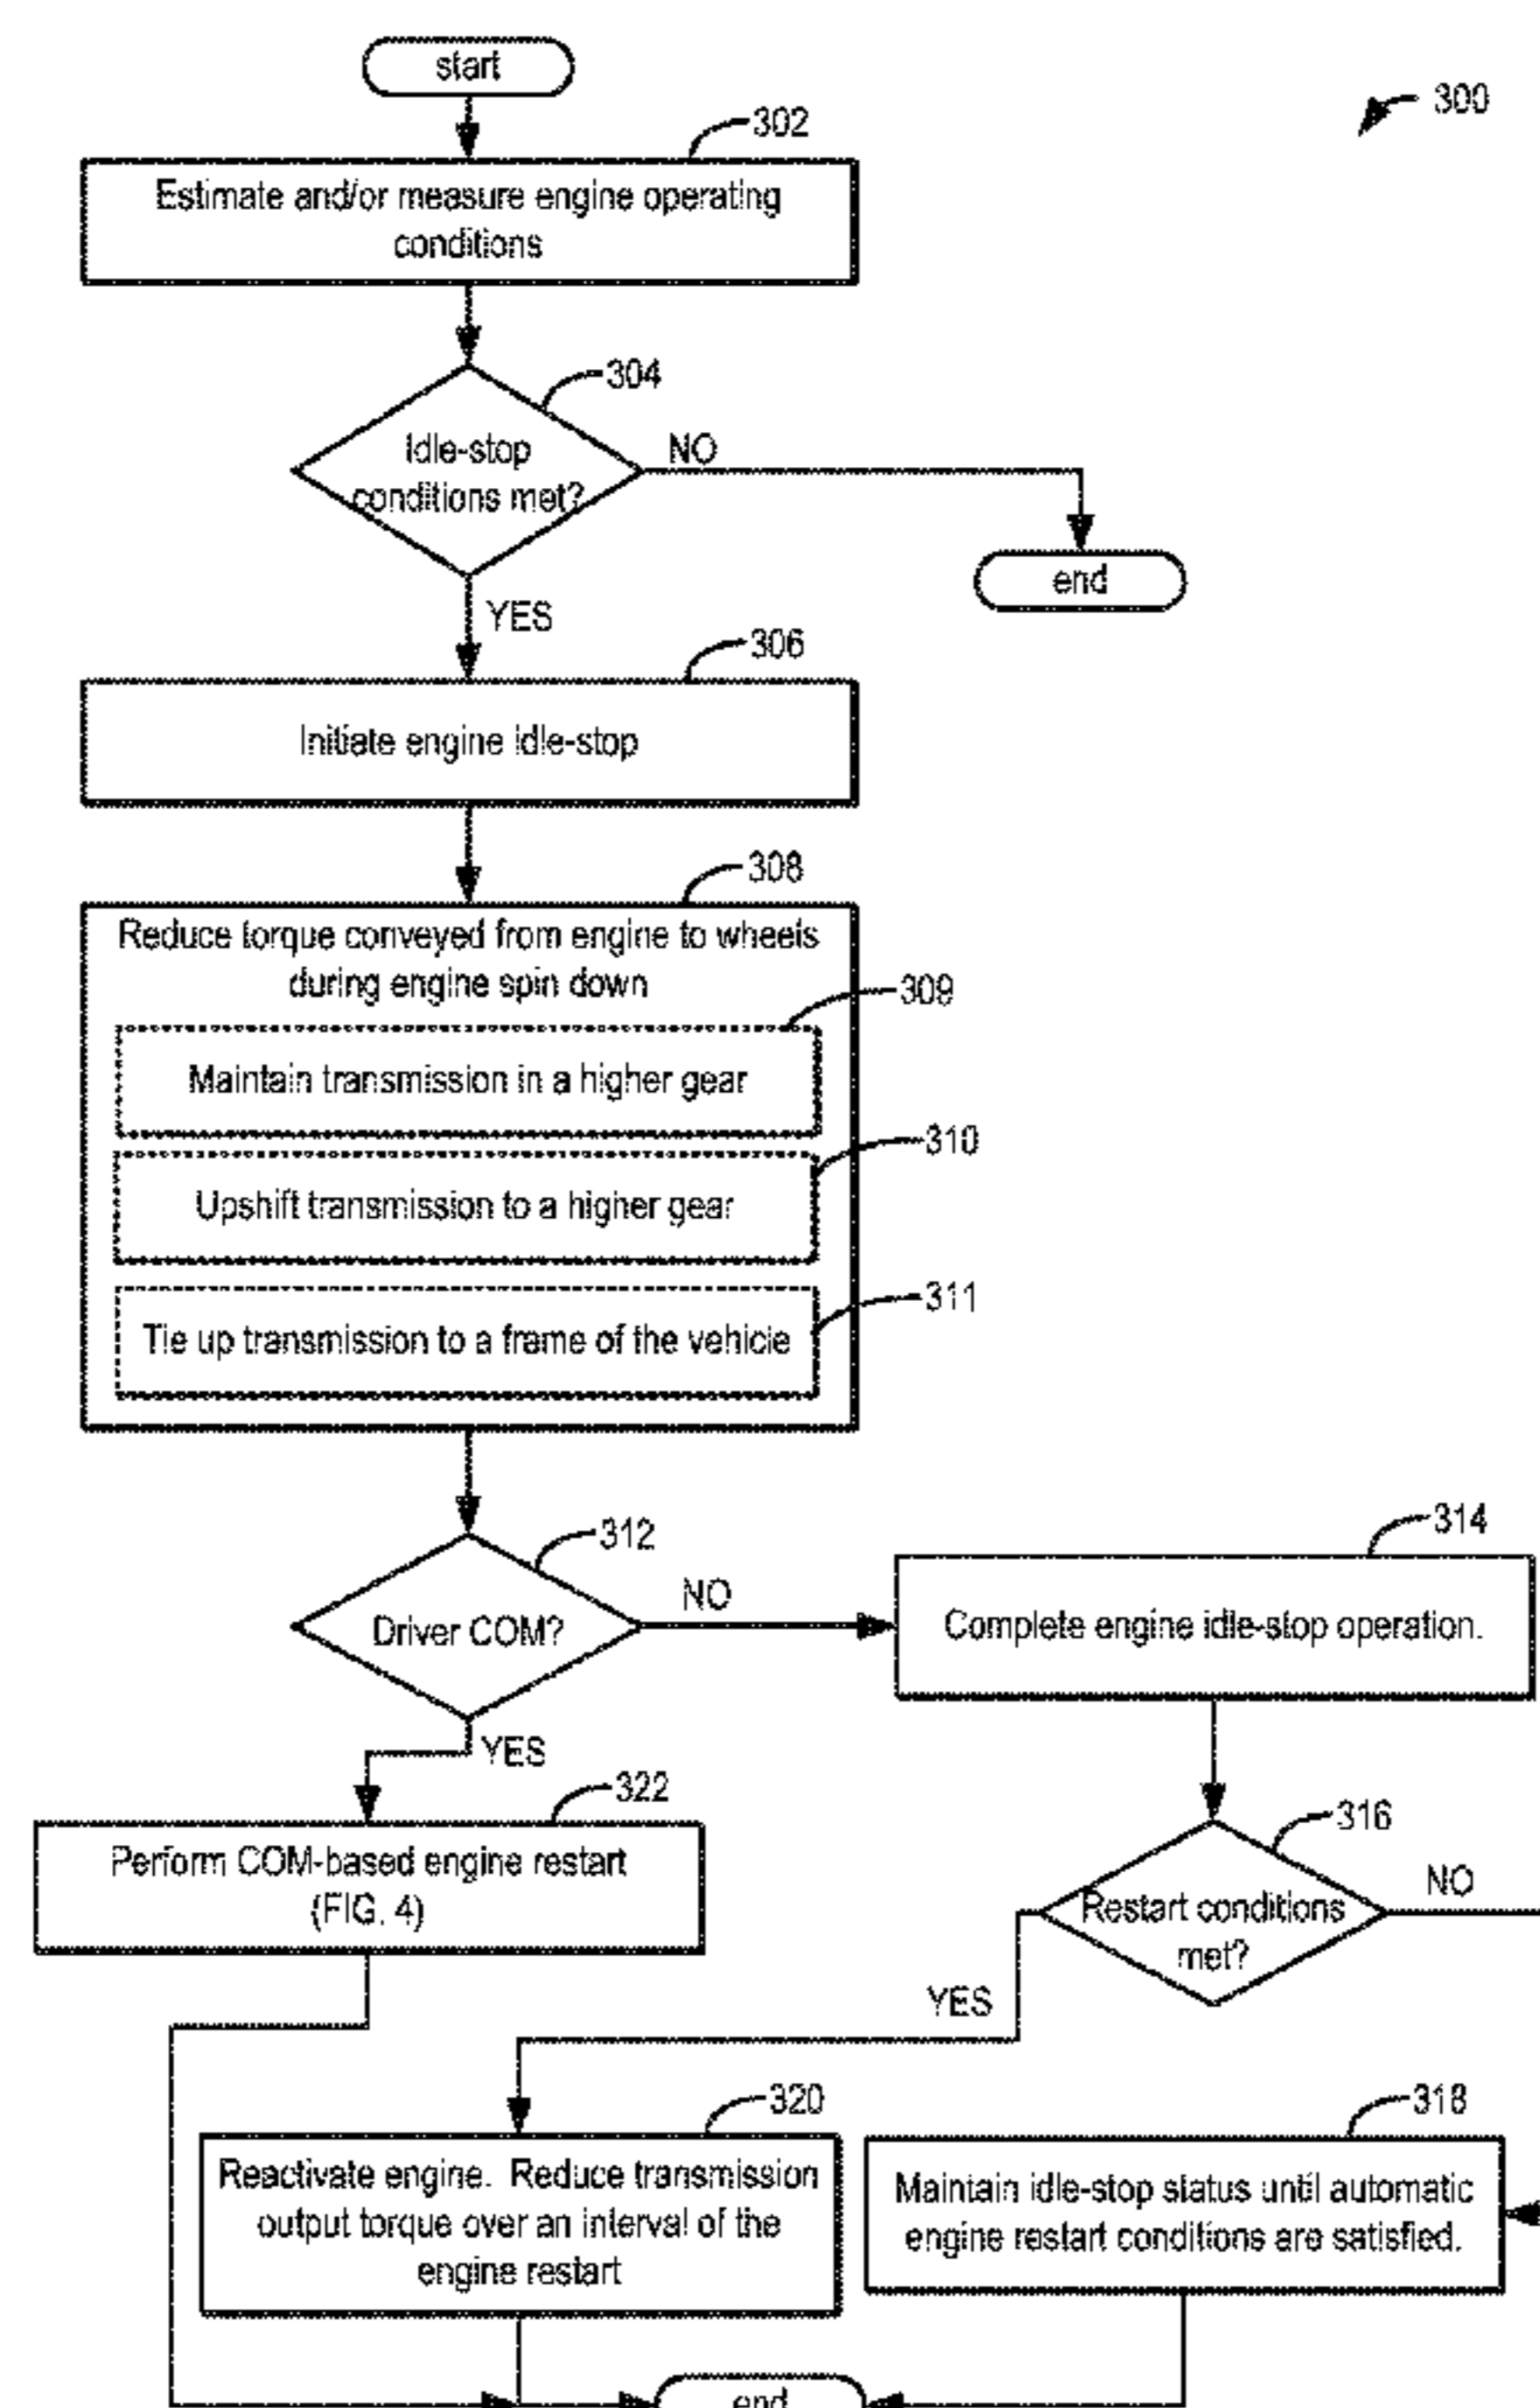 start
300
302
Estimate and/or measure engine operating
conditions
304
Idle-stop
conditions met?
NO
end
YES
306
Initiate engine idle-stop
308
Reduce torque conveyed from engine to wheels
during engine spin down
309
Maintain transmission in a higher gear
310
Upshift transmission to a higher gear
311
Tie up transmission to a frame of the vehicle
312
Driver COM?
NO
314
Complete engine idle-stop operation.
YES
322
Perform COM-based engine restart
(FIG. 4)
316
Restart conditions
met?
NO
YES
320
Reactivate engine. Reduce transmission
output torque over an interval of the
engine restart
318
Maintain idle-stop status until automatic
engine restart conditions are satisfied.
end